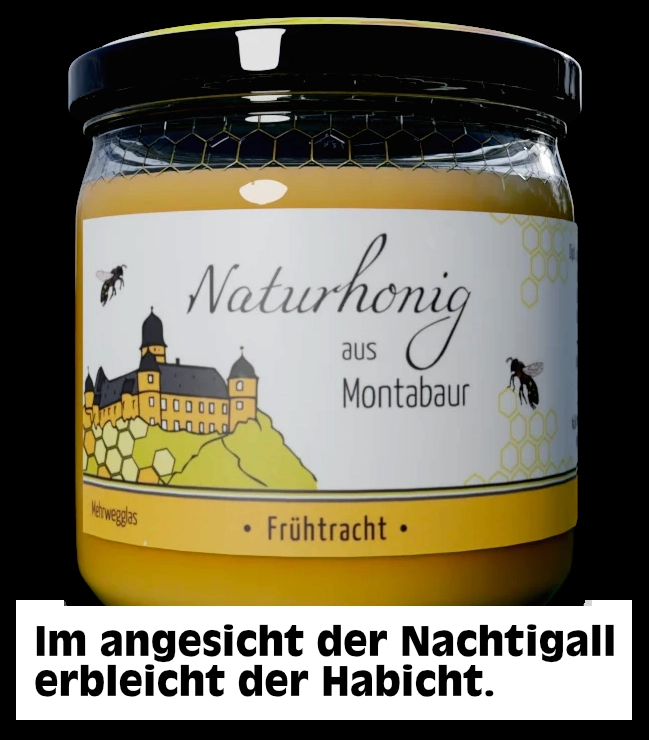 Naturhonig
aus
Montabaur
Mehrwegglas
• Frühtracht •
Im angesicht der Nachtigall
erbleicht der Habicht.